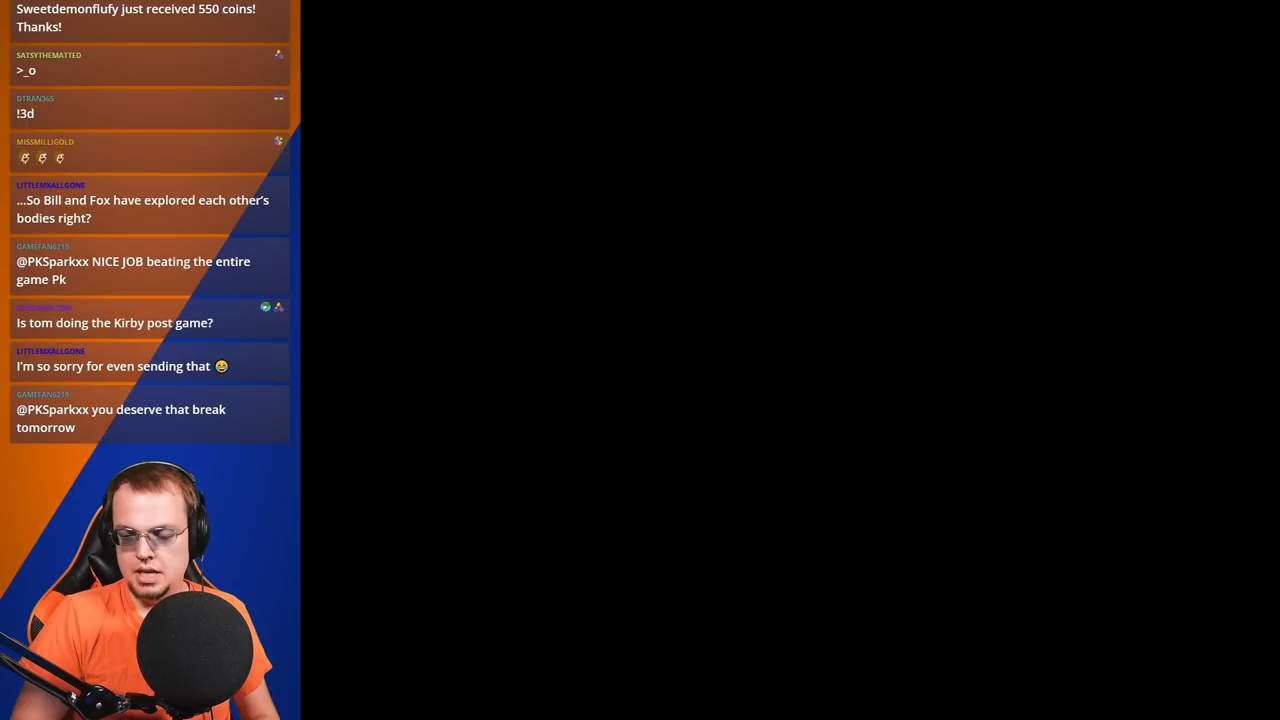 Sweetdemonflufy just received 550 coins!
Thanks!
SATSYTHEMATTED
>_o
DTRAN365
!3d
MISSMILLIGOLD
LITTLEMXALLGONE
...So Bill and Fox have explored each other's
bodies right?
GAMEFAN6219
@PKSparkxx NICE JOB beating the entire
game Pk
Is tom doing the Kirby post game?
LITTLEMXALLGONE
I'm so sorry for even sending that 😂
GAMEFAN6219
@PKSparkxx you deserve that break
tomorrow